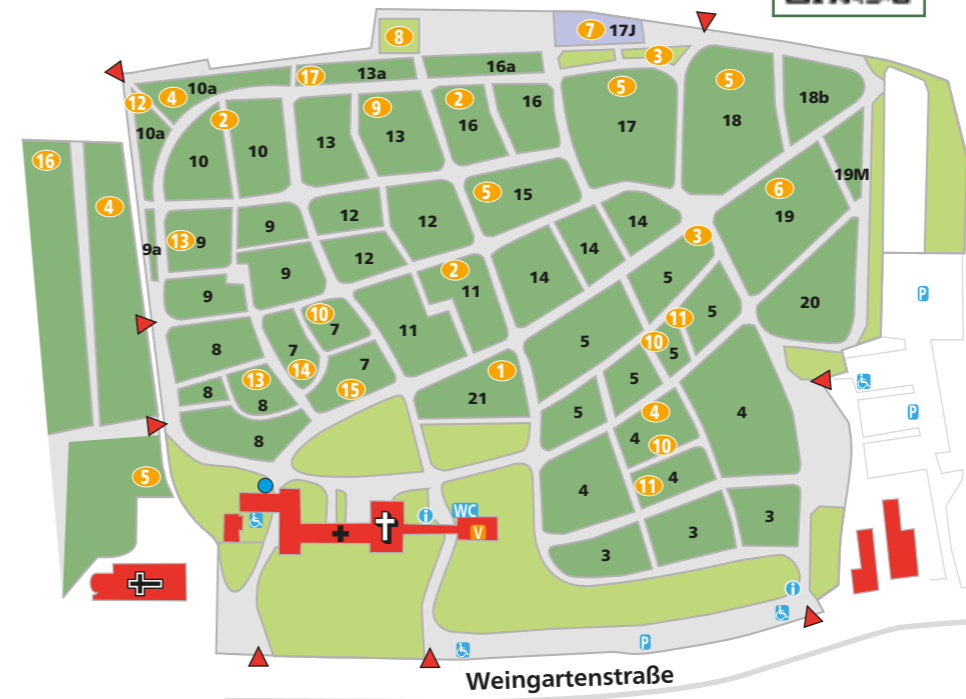 8
7 17J
3
17 13a 16a
12 4 10a
5 5
10a 2 9 2 16 18b
10 10 13 13 16 17 18
16 4 5 15 19M
6 19
12 12 14 14
13 9 9 3
9a 12 14
9 9 2 11 5 20
P
10 7 11 11 5
8 7 5 10 5
14 7 1
13 15 5
8 8 21 5 4 4
P
8 4 10
5 11 4
4
WC
V
3 3 3
P
Weingartenstraße